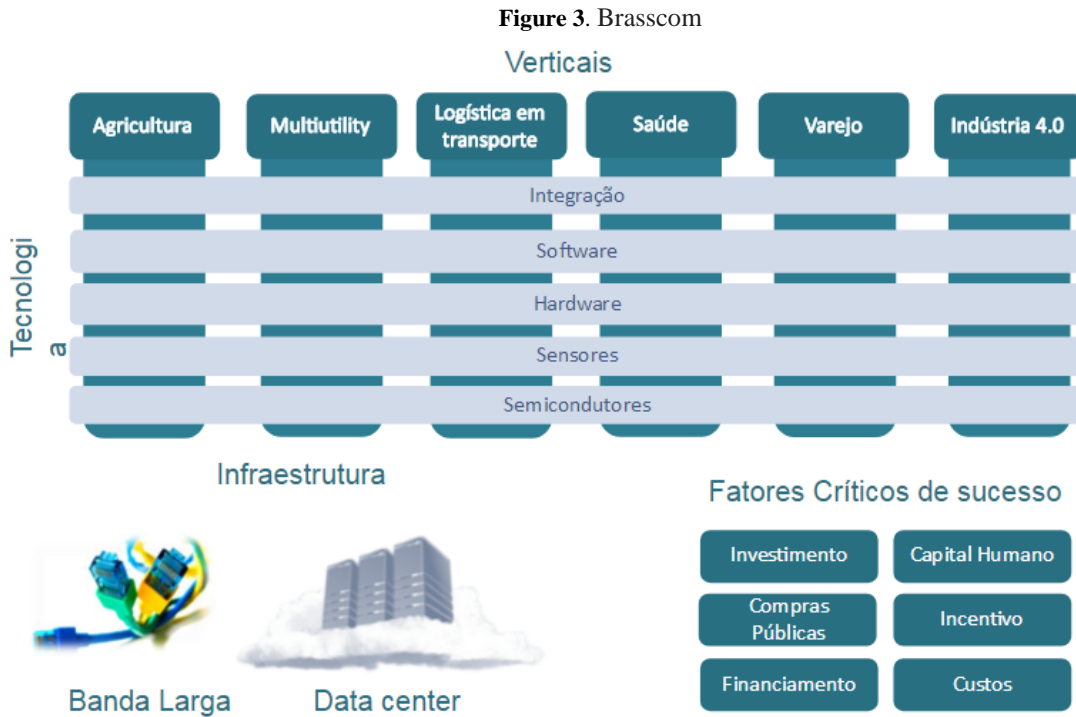 Figure 3. Brasscom
Verticais
Agricultura
Multiutility
Logística em
transporte
Saúde
Varejo
Indústria 4.0
Tecnologi
a
Integração
Software
Hardware
Sensores
Semicondutores
Infraestrutura
Banda Larga
Data center
Fatores Críticos de sucesso
Investimento
Capital Humano
Compras
Públicas
Incentivo
Financiamento
Custos